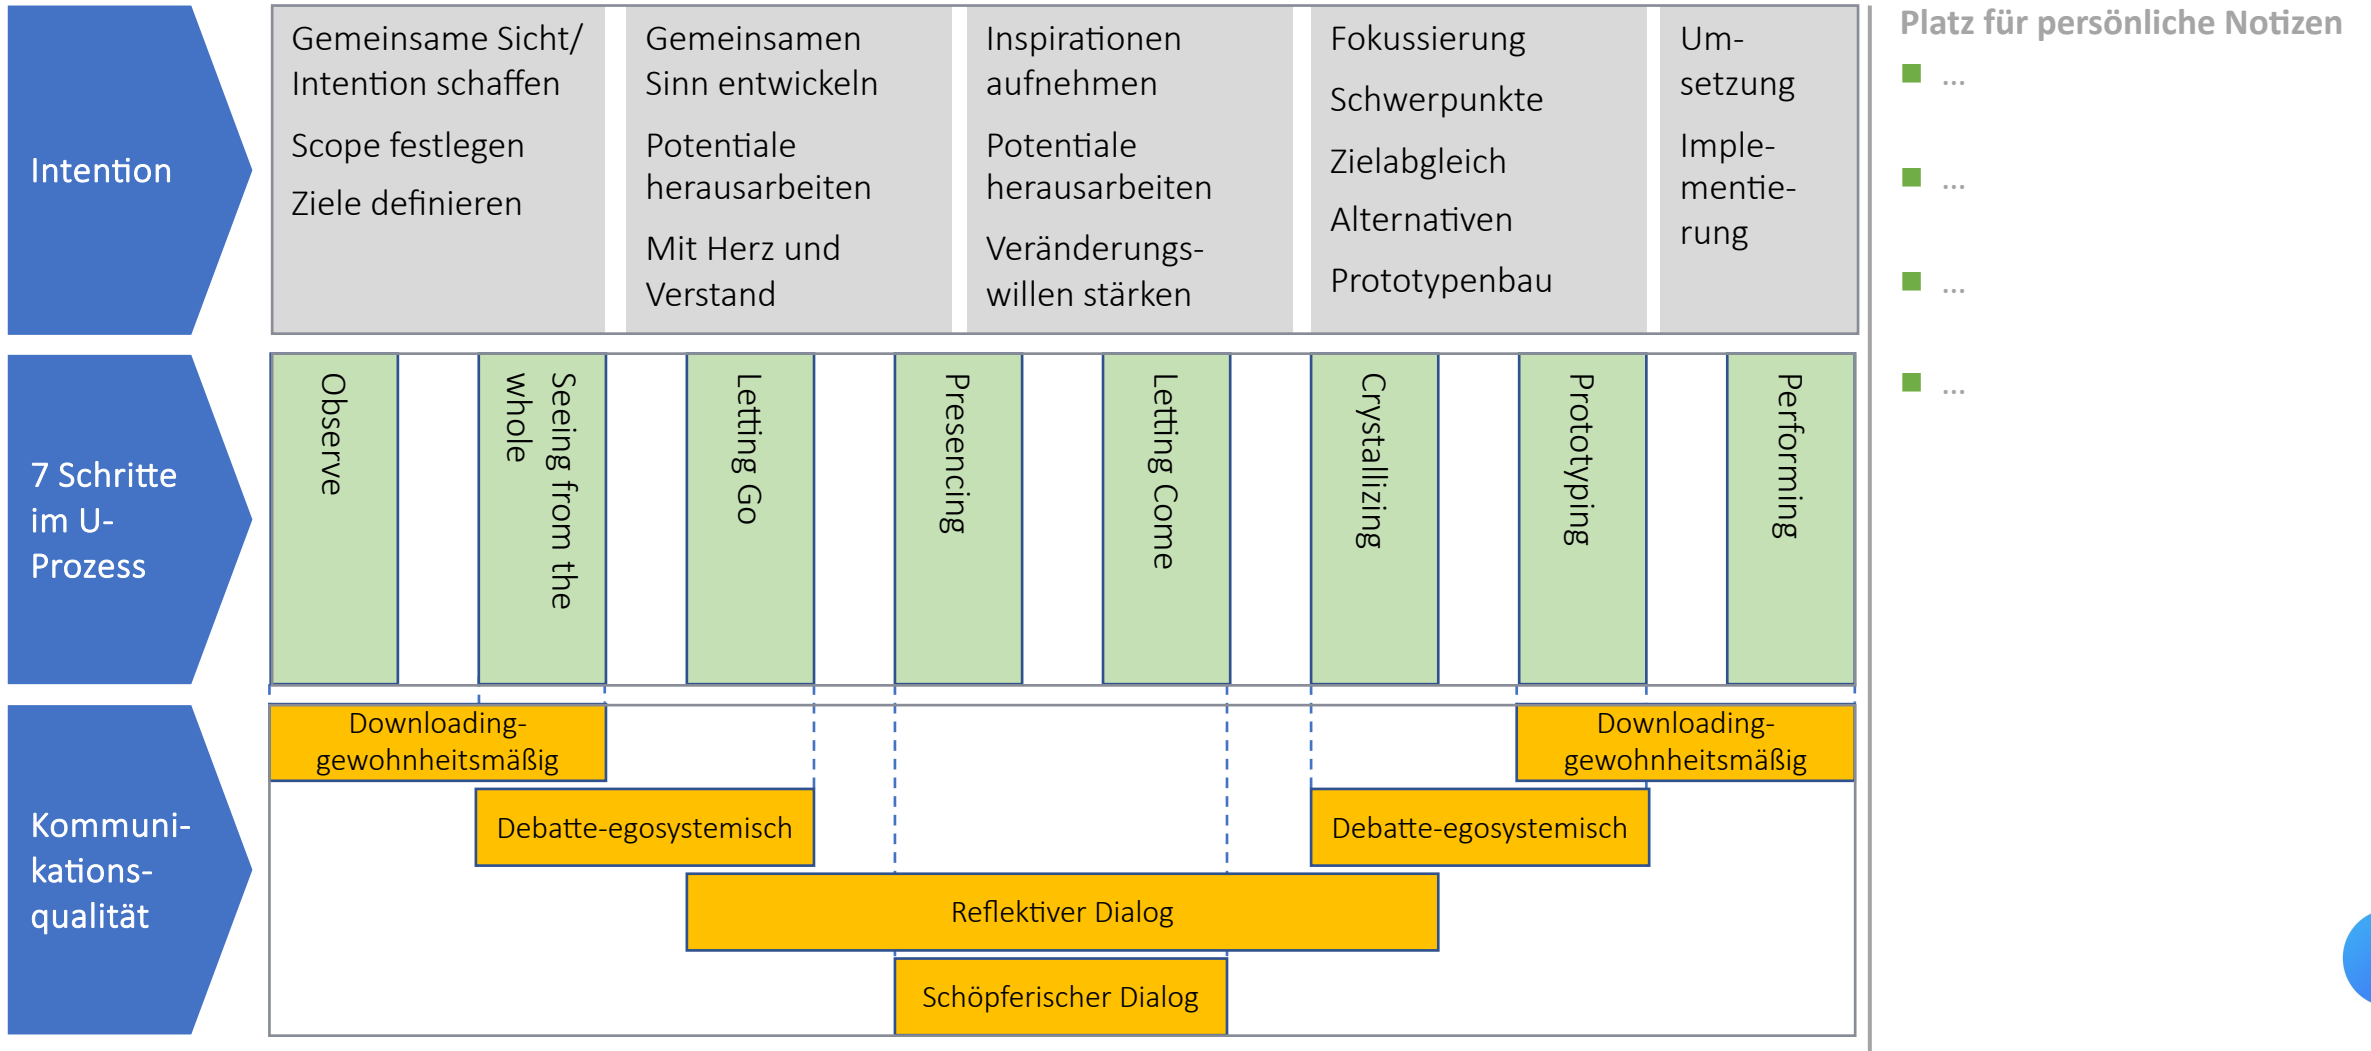 Intention
Gemeinsame Sicht/
Intention schaffen
Scope festlegen
Ziele definieren
Gemeinsamen
Sinn entwickeln
Potentiale
herausarbeiten
Mit Herz und
Verstand
Inspirationen
aufnehmen
Potentiale
herausarbeiten
Veränderungs-
willen stärken
Fokussierung
Schwerpunkte
Zielabgleich
Alternativen
Prototypenbau
Um-
setzung
Imple-
mentie-
rung
7 Schritte
im U-
Prozess
Observe
Seeing from the
whole
Letting Go
Presencing
Letting Come
Crystallizing
Prototyping
Performing
Kommuni-
kations-
qualität
Downloading-
gewohnheitsmäßig
Downloading-
gewohnheitsmäßig
Debatte-egosystemisch
Debatte-egosystemisch
Reflektiver Dialog
Schöpferischer Dialog
Platz für persönliche Notizen
...
...
...
...